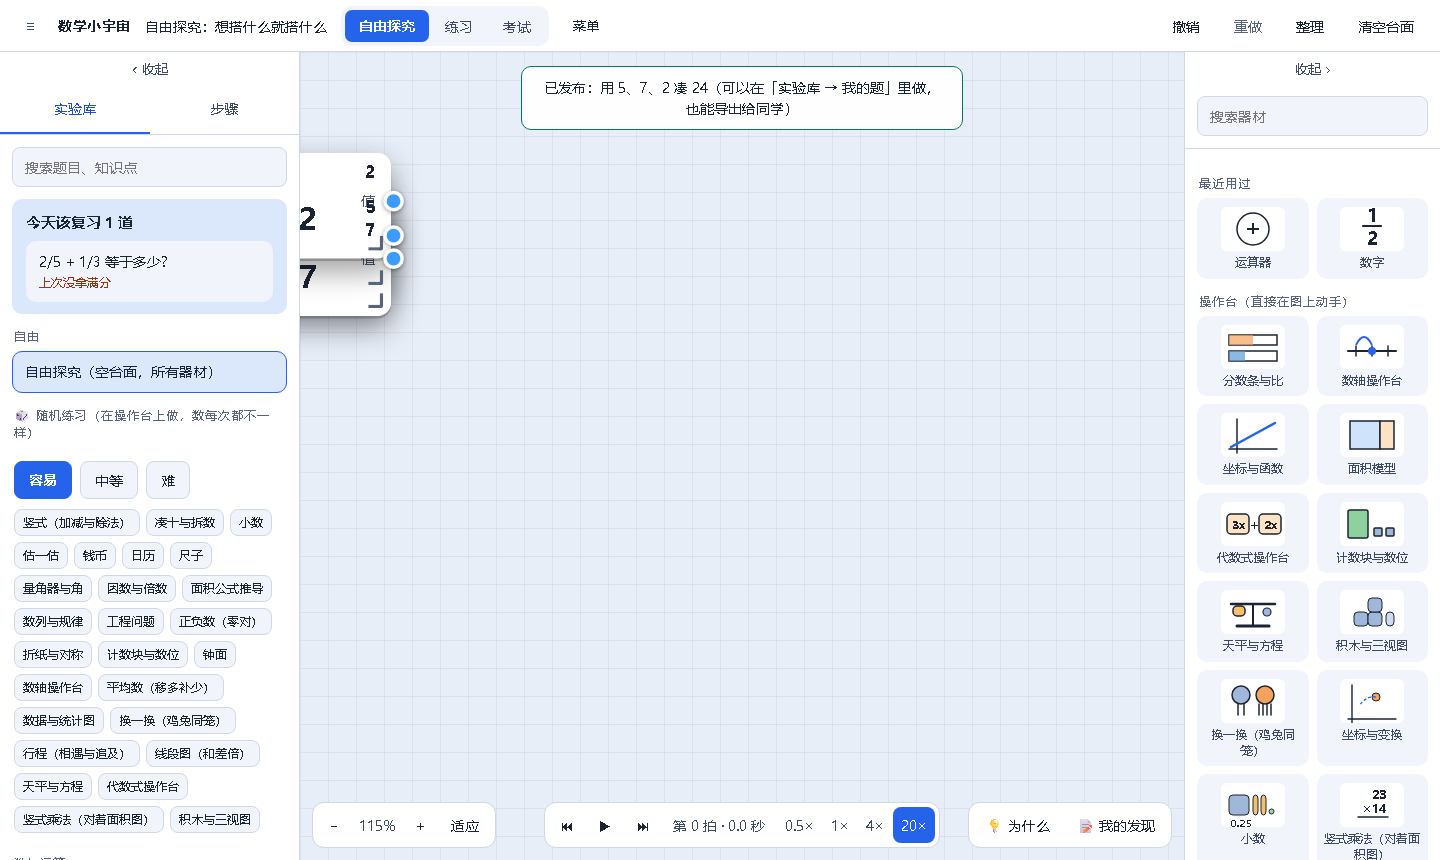 ≡ 数学小宇宙 自由探究：想搭什么就搭什么 自由探究 练习 考试 菜单 撤销 重做 整理 清空台面
‹ 收起
实验库 步骤
搜索题目、知识点
今天该复习 1 道
2/5 + 1/3 等于多少？
上次没拿满分
自由
自由探究（空台面，所有器材）
随机练习（在操作台上做，数每次都不一
样）
容易 中等 难
竖式（加减与除法） 凑十与拆数 小数
估一估 钱币 日历 尺子
量角器与角 因数与倍数 面积公式推导
数列与规律 工程问题 正负数（零对）
折纸与对称 计数块与数位 钟面
数轴操作台 平均数（移多补少）
数据与统计图 换一换（鸡兔同笼）
行程（相遇与追及） 线段图（和差倍）
天平与方程 代数式操作台
竖式乘法（对着面积图） 积木与三视图
已发布：用 5、7、2 凑 24（可以在「实验库 → 我的题」里做，
也能导出给同学）
2
值
5
2
7
值
7
− 115% + 适应
第 0 拍 · 0.0 秒 0.5× 1× 4× 20×
为什么 我的发现
收起 ›
搜索器材
最近用过
1
2
运算器 数字
操作台（直接在图上动手）
分数条与比 数轴操作台
坐标与函数 面积模型
3x + 2x
代数式操作台 计数块与数位
天平与方程 积木与三视图
换一换（鸡兔同
笼）
坐标与变换
0.25
小数
23
×14
竖式乘法（对着面
积图）